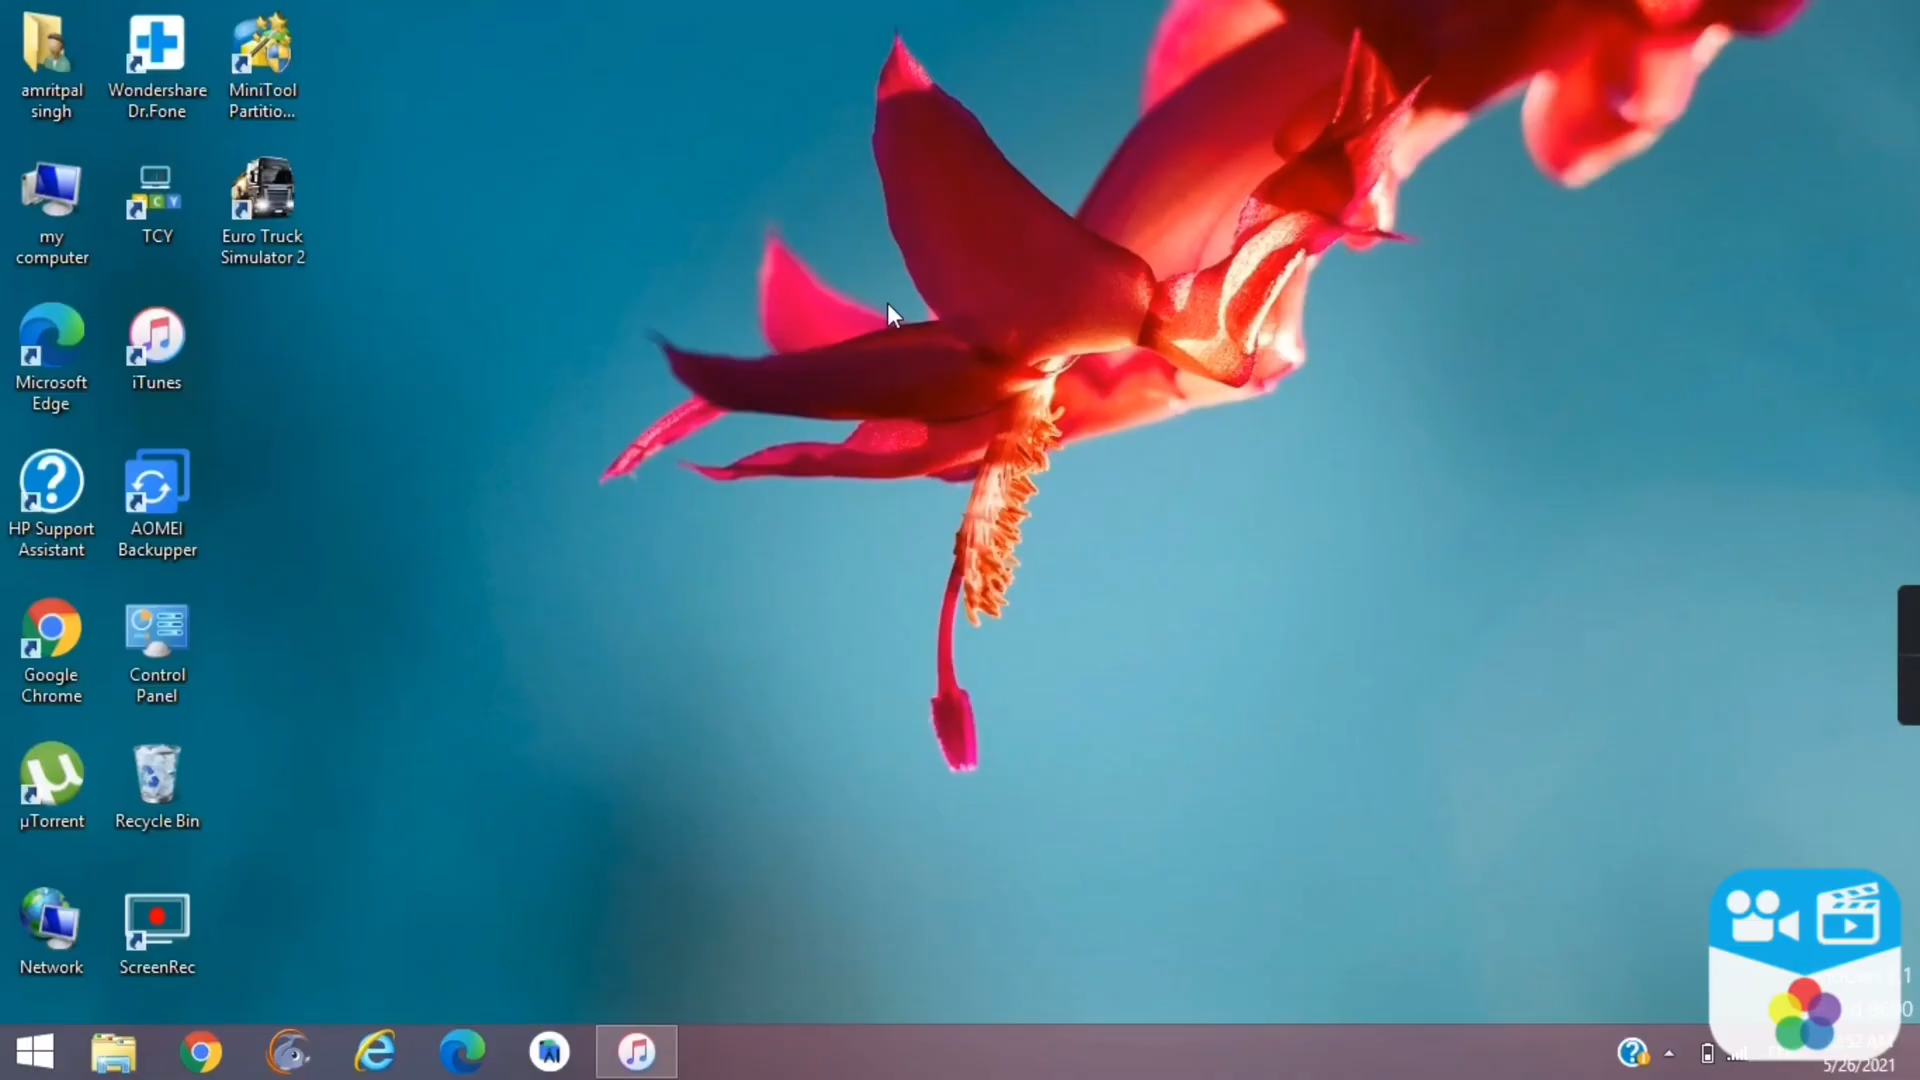 amritpal
singh
Wondershare
Dr.Fone
MiniTool
Partitio...
my
computer
TCY
Euro Truck
Simulator 2
Microsoft
Edge
iTunes
HP Support
Assistant
AOMEI
Backupper
Google
Chrome
Control
Panel
µTorrent
Recycle Bin
Network
ScreenRec
5/26/2021